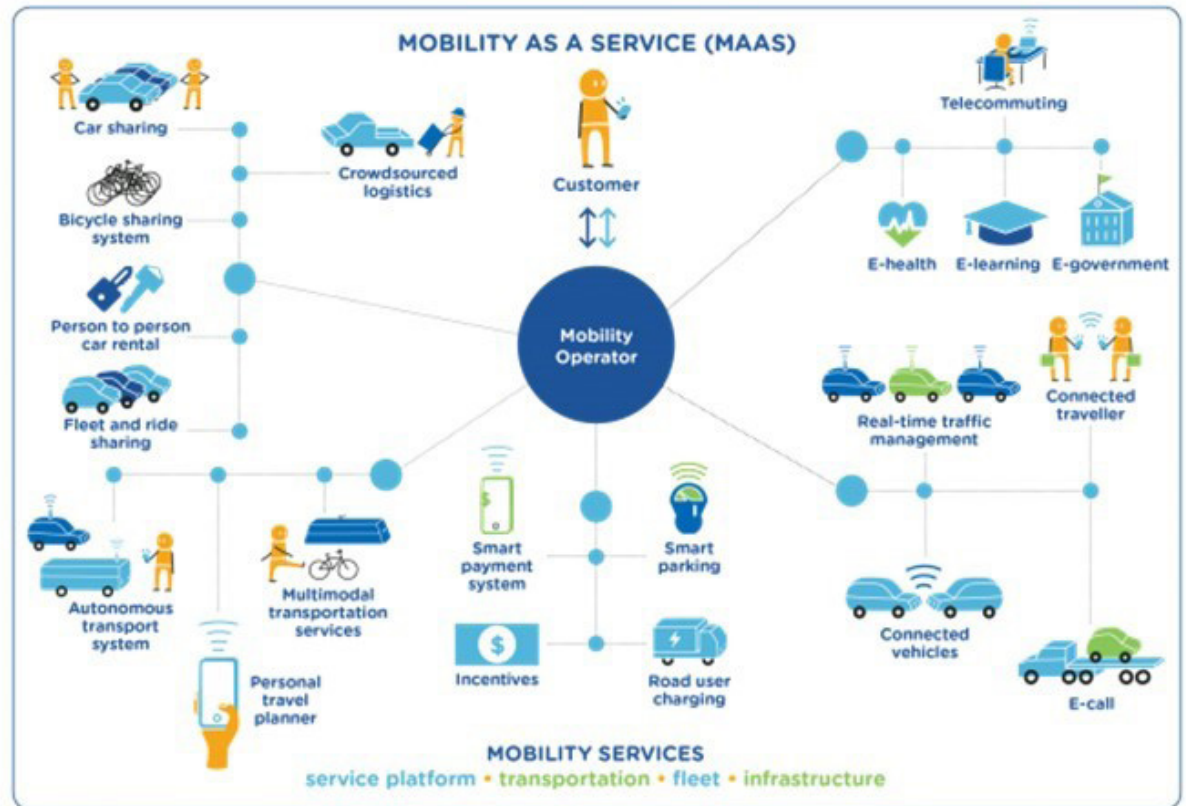 MOBILITY AS A SERVICE (MAAS)
Car sharing
Crowdsourced
logistics
Bicycle sharing
system
Person to person
car rental
Fleet and ride
sharing
Customer
Mobility
Operator
Telecommuting
E-health
E-learning
E-government
Real-time traffic
management
Connected
traveller
Connected
vehicles
E-call
Autonomous
transport
system
Personal
travel
planner
Multimodal
transportation
services
$
Smart
payment
system
Smart
parking
$
Incentives
Road user
charging
MOBILITY SERVICES
service platform • transportation • fleet • infrastructure